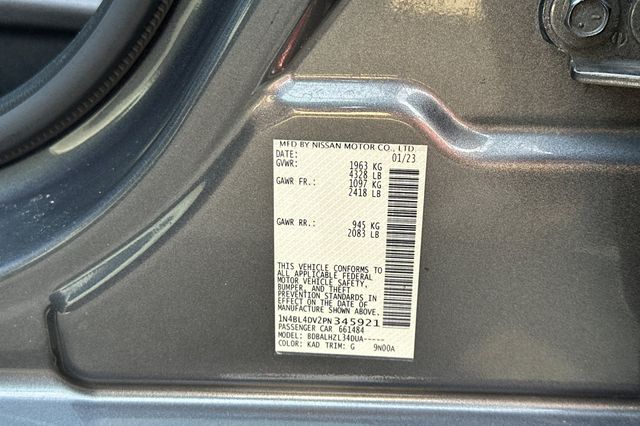 MFD BY NISSAN MOTOR CO., LTD.
DATE: 01/23
GVWR: 1963 KG
4328 LB
GAWR FR.: 1097 KG
2418 LB
GAWR RR.: 945 KG
2083 LB
THIS VEHICLE CONFORMS TO
ALL APPLICABLE FEDERAL
MOTOR VEHICLE SAFETY,
BUMPER, AND THEFT
PREVENTION STANDARDS IN
EFFECT ON THE DATE OF
MANUFACTURE SHOWN ABOVE.
1N4BL4DV2PN345921
PASSENGER CAR 661484
MODEL: BDBALHZL34DUA-----
COLOR: KAD TRIM: G 9N00A